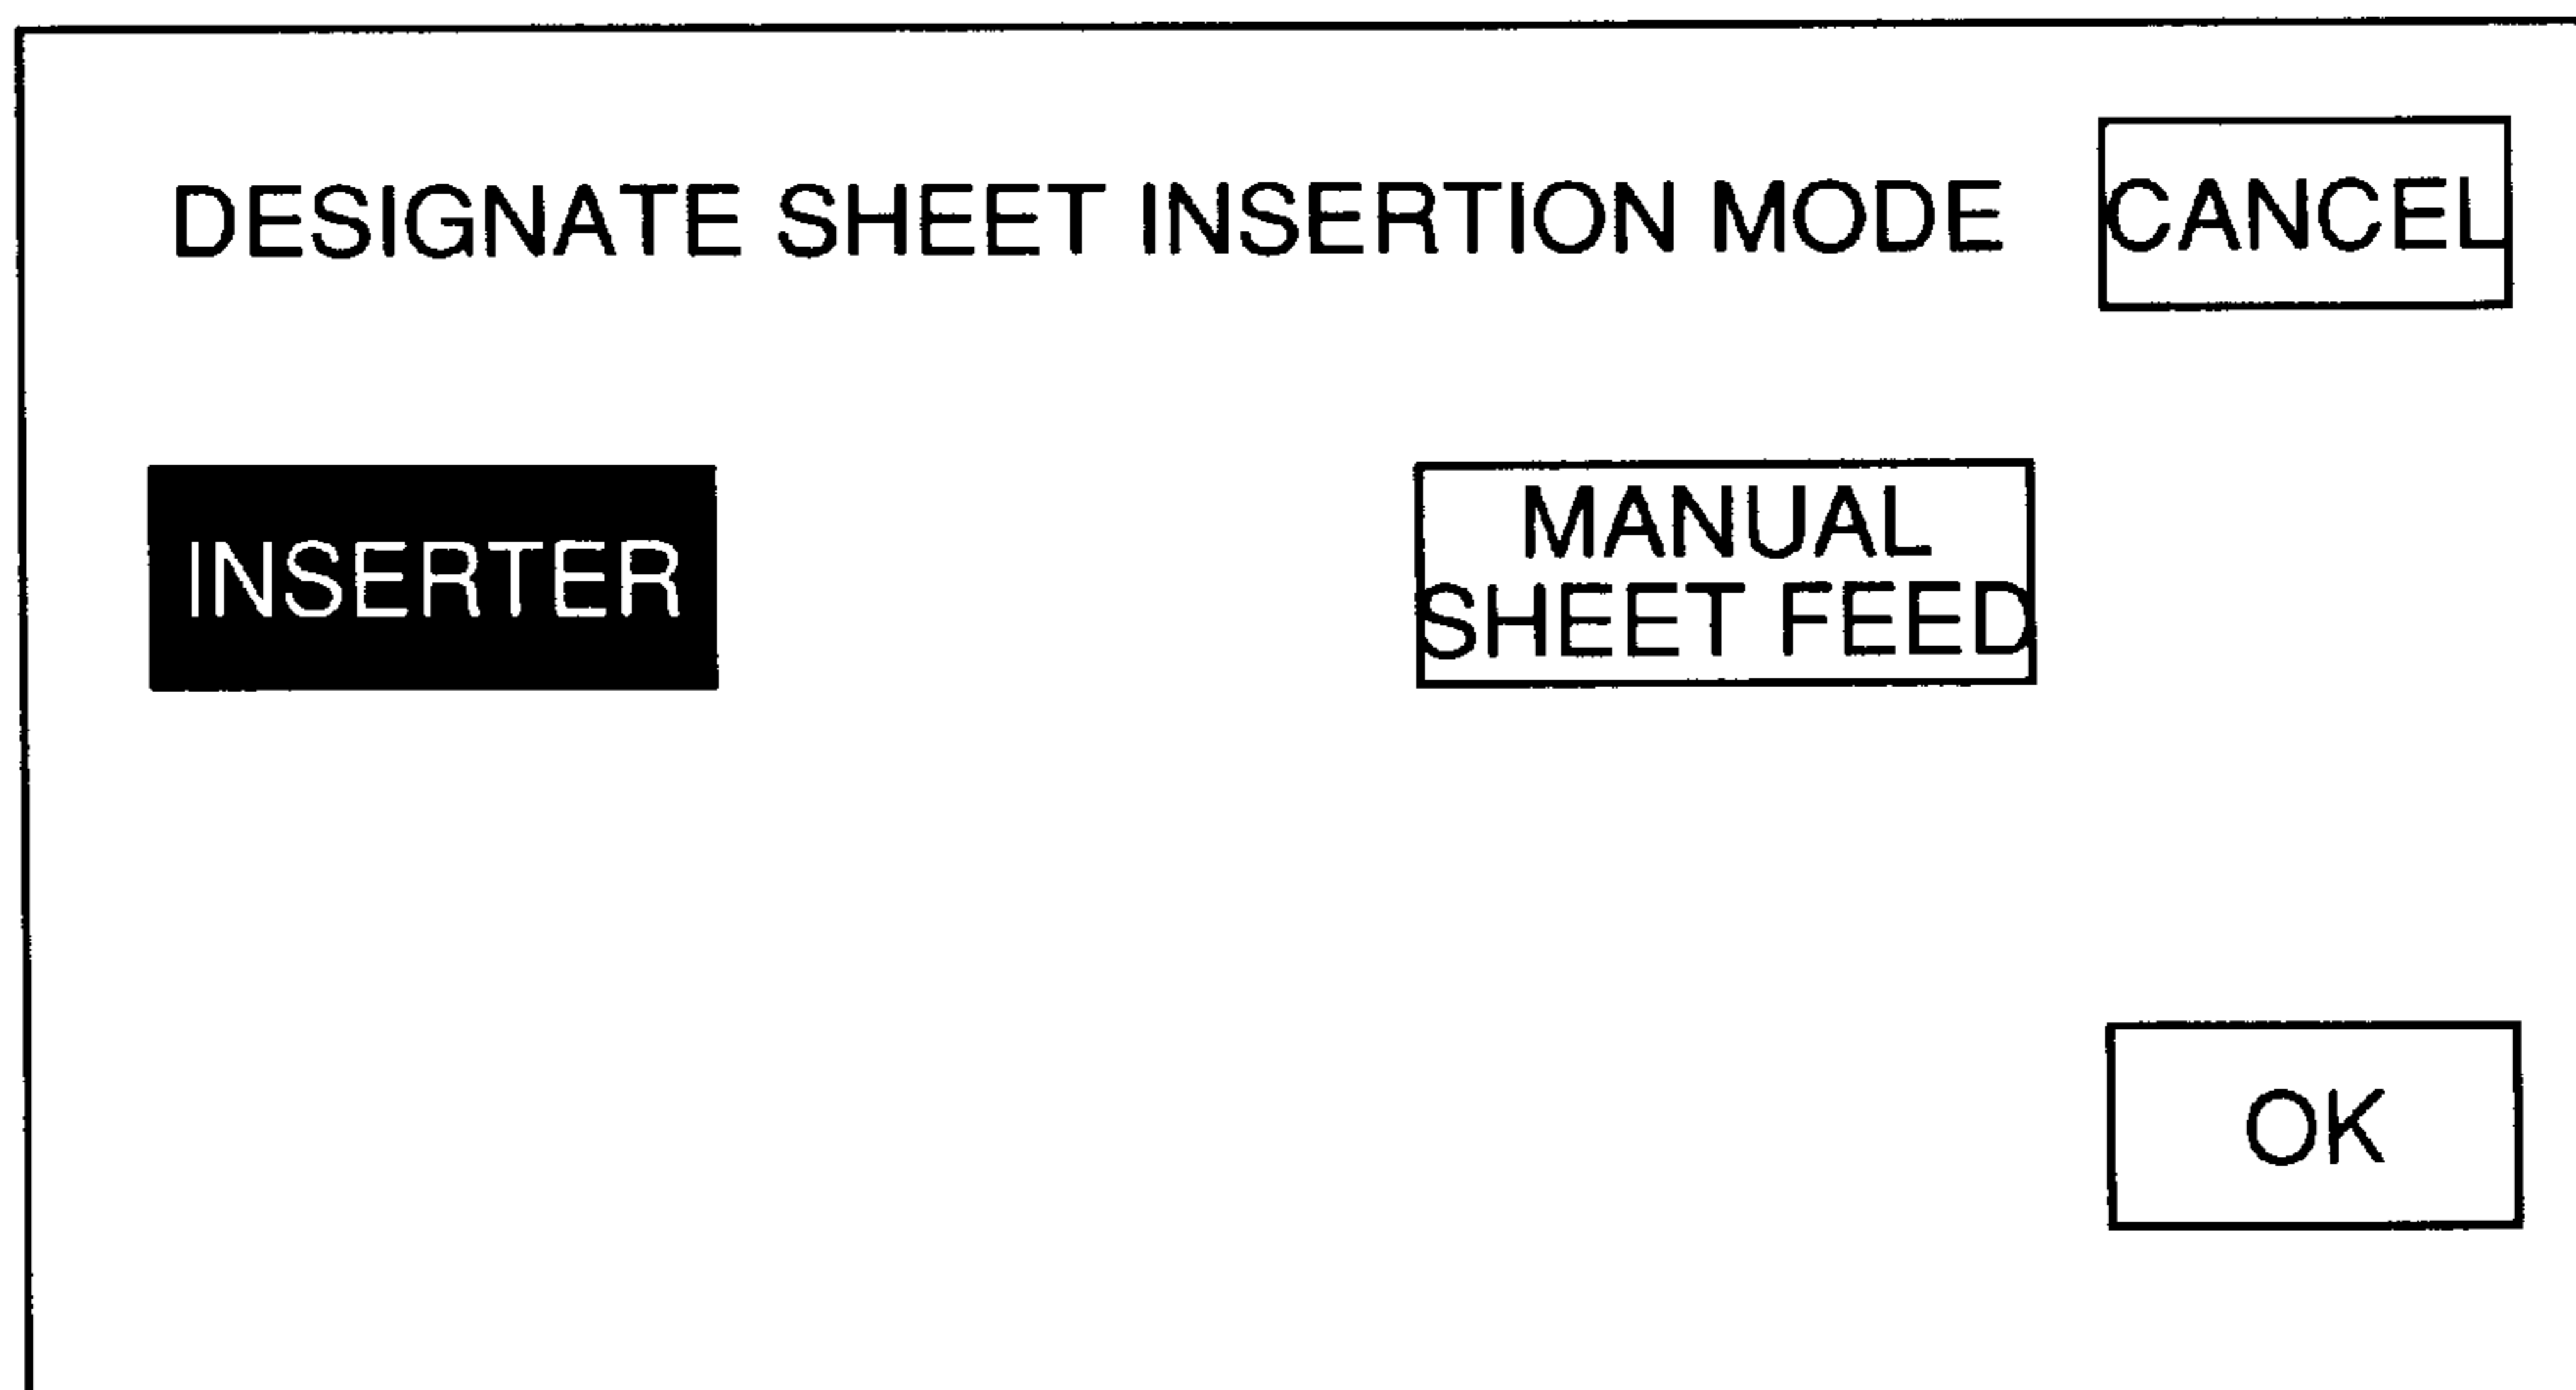 DESIGNATE SHEET INSERTION MODE CANCEL
INSERTER
MANUAL
SHEET FEED
OK